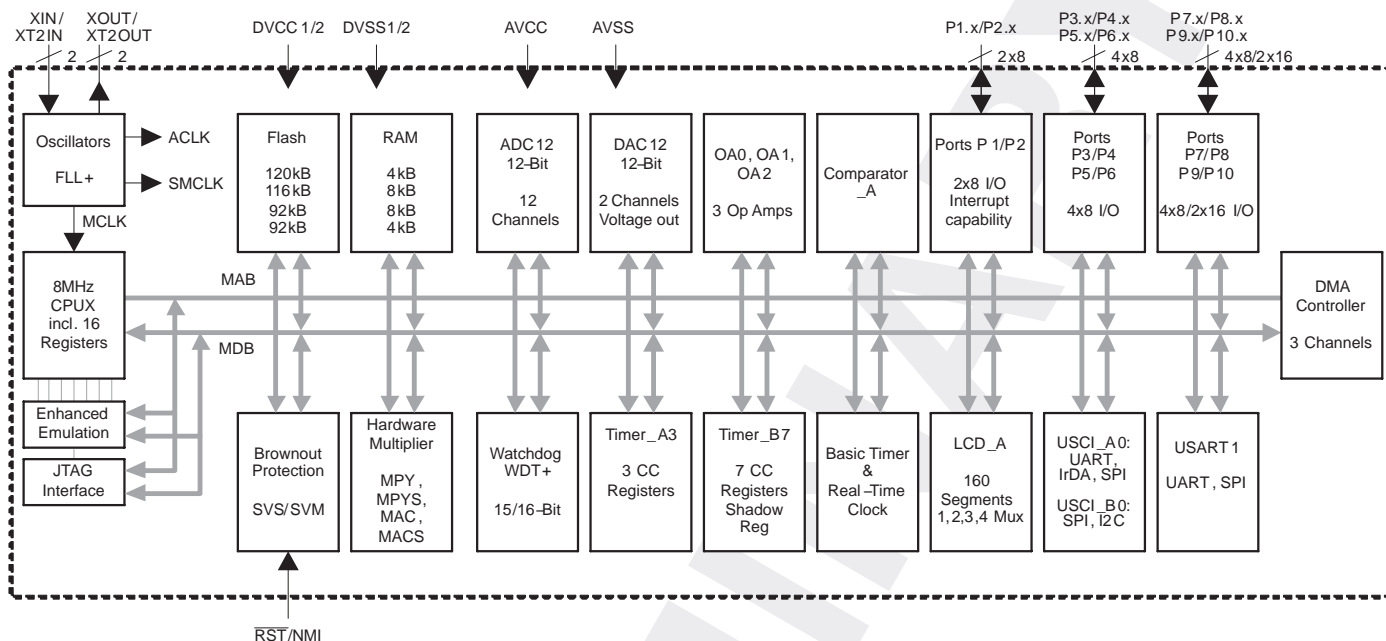 XIN/
XT2IN
XOUT/
XT2OUT
2
2
DVCC 1/2
DVSS1/2
AVCC
AVSS
P1.x/P2.x
2x8
P3.x/P4.x
P5.x/P6.x
4x8
P7.x/P8.x
P9.x/P10.x
4x8/2x16
Oscillators
FLL+
ACLK
SMCLK
MCLK
Flash
120kB
116kB
92kB
92kB
RAM
4kB
8kB
8kB
4kB
ADC12
12–Bit
12
Channels
DAC12
12–Bit
2 Channels
Voltage out
OA0, OA1,
OA2
3 Op Amps
Comparator
_A
Ports P1/P2
2x8 I/O
Interrupt
capability
Ports
P3/P4
P5/P6
4x8 I/O
Ports
P7/P8
P9/P10
4x8/2x16 I/O
8MHz
CPUX
incl. 16
Registers
MAB
MDB
DMA
Controller
3 Channels
Enhanced
Emulation
JTAG
Interface
Brownout
Protection
SVS/SVM
Hardware
Multiplier
MPY,
MPYS,
MAC,
MACS
Watchdog
WDT+
15/16–Bit
Timer_A3
3 CC
Registers
Timer_B7
7 CC
Registers
Shadow
Reg
Basic Timer
&
Real–Time
Clock
LCD_A
160
Segments
1,2,3,4 Mux
USCI_A0:
UART,
IrDA, SPI
USCI_B0:
SPI, I2C
USART1
UART, SPI
RST/NMI